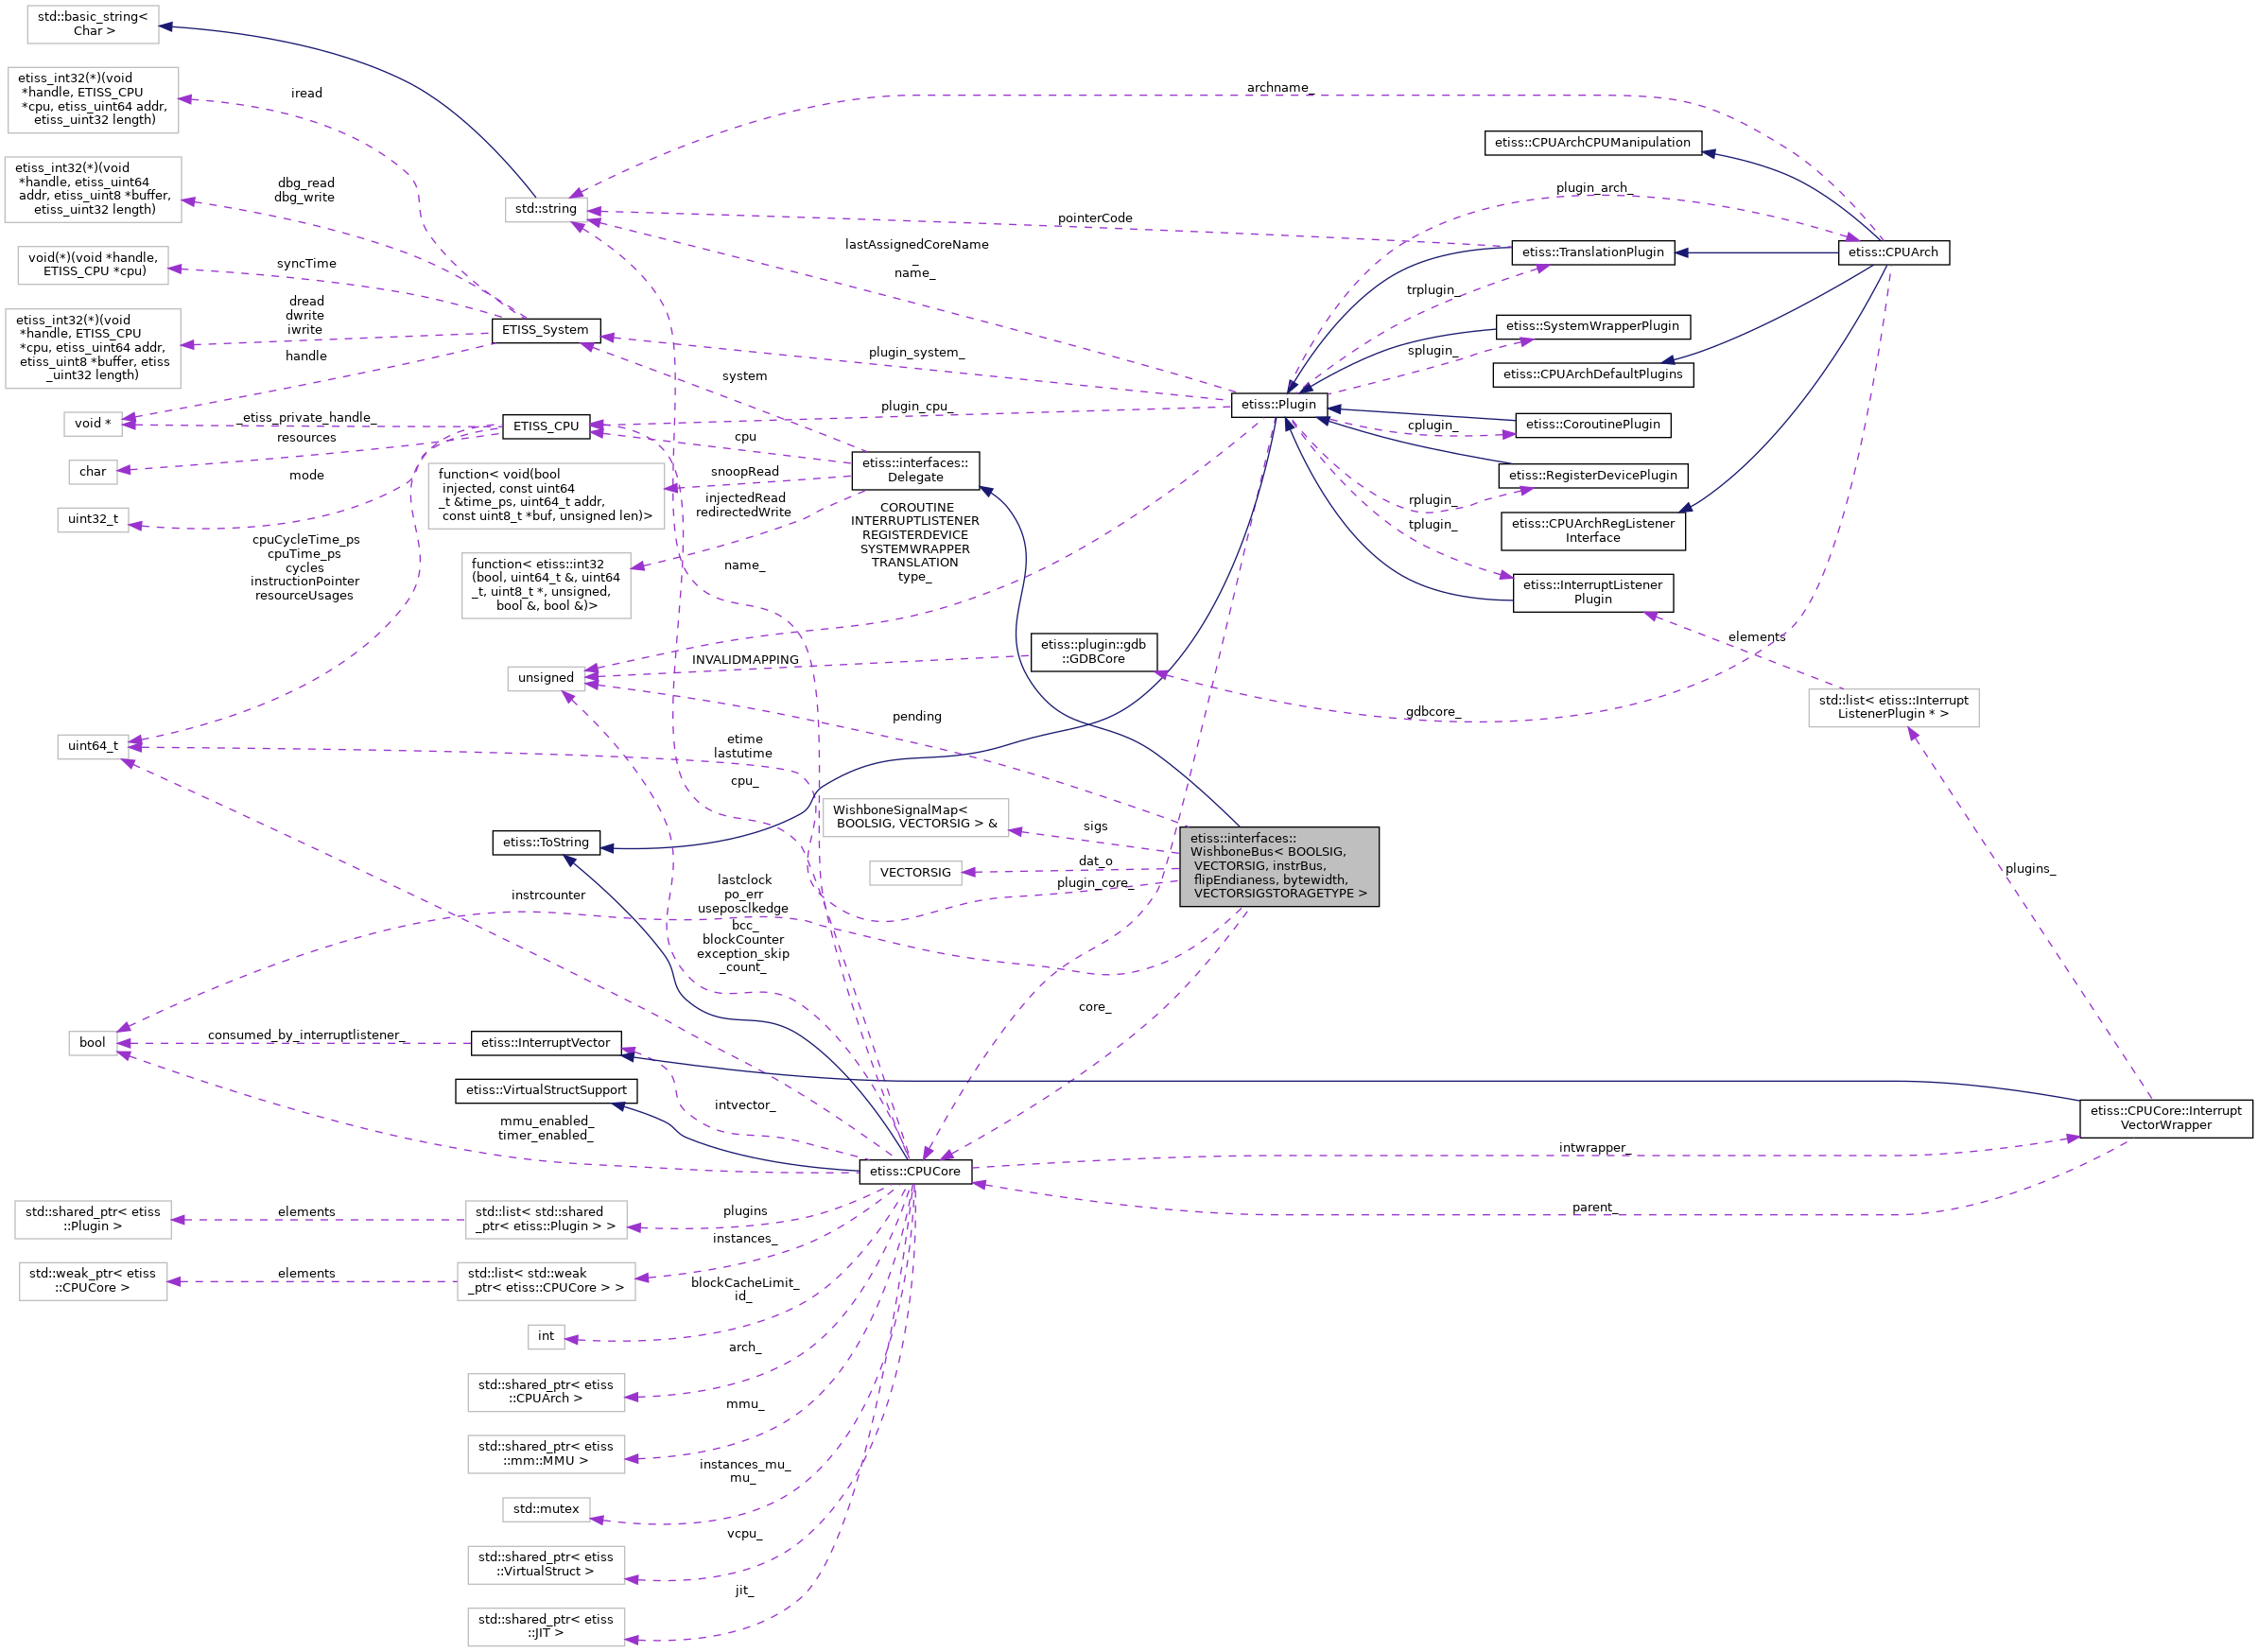 std::basic_string<
Char >
etiss_int32(*)(void
*handle, ETISS_CPU
*cpu, etiss_uint64 addr,
etiss_uint32 length)
etiss_int32(*)(void
*handle, etiss_uint64
addr, etiss_uint8 *buffer,
etiss_uint32 length)
void(*)(void *handle,
ETISS_CPU *cpu)
etiss_int32(*)(void
*handle, ETISS_CPU
*cpu, etiss_uint64 addr,
etiss_uint8 *buffer, etiss
_uint32 length)
void *
char
uint32_t
uint64_t
bool
std::shared_ptr< etiss
::Plugin >
std::weak_ptr< etiss
::CPUCore >
iread
dbg_read
dbg_write
syncTime
dread
dwrite
iwrite
handle
_etiss_private_handle_
resources
mode
cpuCycleTime_ps
cpuTime_ps
cycles
instructionPointer
resourceUsages
consumed_by_interruptlistener_
elements
elements
std::string
ETISS_System
ETISS_CPU
function< void(bool
injected, const uint64
_t &time_ps, uint64_t addr,
const uint8_t *buf, unsigned len)>
function< etiss::int32
(bool, uint64_t &, uint64
_t, uint8_t *, unsigned,
bool &, bool &)>
unsigned
etiss::ToString
instrcounter
etiss::InterruptVector
etiss::VirtualStructSupport
mmu_enabled_
timer_enabled_
std::list< std::shared
_ptr< etiss::Plugin > >
std::list< std::weak
_ptr< etiss::CPUCore > >
int
std::shared_ptr< etiss
::CPUArch >
std::shared_ptr< etiss
::mm::MMU >
std::mutex
std::shared_ptr< etiss
::VirtualStruct >
std::shared_ptr< etiss
::JIT >
system
cpu
snoopRead
injectedRead
redirectedWrite
name_
INVALIDMAPPING
etime
lastutime
cpu_
lastclock
po_err
useposclkedge
bcc_
blockCounter
exception_skip
_count_
intvector_
plugins
instances_
blockCacheLimit_
id_
arch_
mmu_
instances_mu_
mu_
vcpu_
jit_
lastAssignedCoreName
_
name_
plugin_system_
plugin_cpu_
etiss::interfaces::
Delegate
COROUTINE
INTERRUPTLISTENER
REGISTERDEVICE
SYSTEMWRAPPER
TRANSLATION
type_
pending
WishboneSignalMap<
BOOLSIG, VECTORSIG > &
VECTORSIG
etiss::CPUCore
pointerCode
etiss::plugin::gdb
::GDBCore
sigs
dat_o
plugin_core_
core_
archname_
etiss::Plugin
etiss::interfaces::
WishboneBus< BOOLSIG,
VECTORSIG, instrBus,
flipEndianess, bytewidth,
VECTORSIGSTORAGETYPE >
plugin_arch_
trplugin_
splugin_
cplugin_
rplugin_
tplugin_
gdbcore_
etiss::CPUArchCPUManipulation
etiss::TranslationPlugin
etiss::SystemWrapperPlugin
etiss::CPUArchDefaultPlugins
etiss::CoroutinePlugin
etiss::RegisterDevicePlugin
etiss::CPUArchRegListener
Interface
etiss::InterruptListener
Plugin
intwrapper_
parent_
elements
etiss::CPUArch
std::list< etiss::Interrupt
ListenerPlugin * >
plugins_
etiss::CPUCore::Interrupt
VectorWrapper